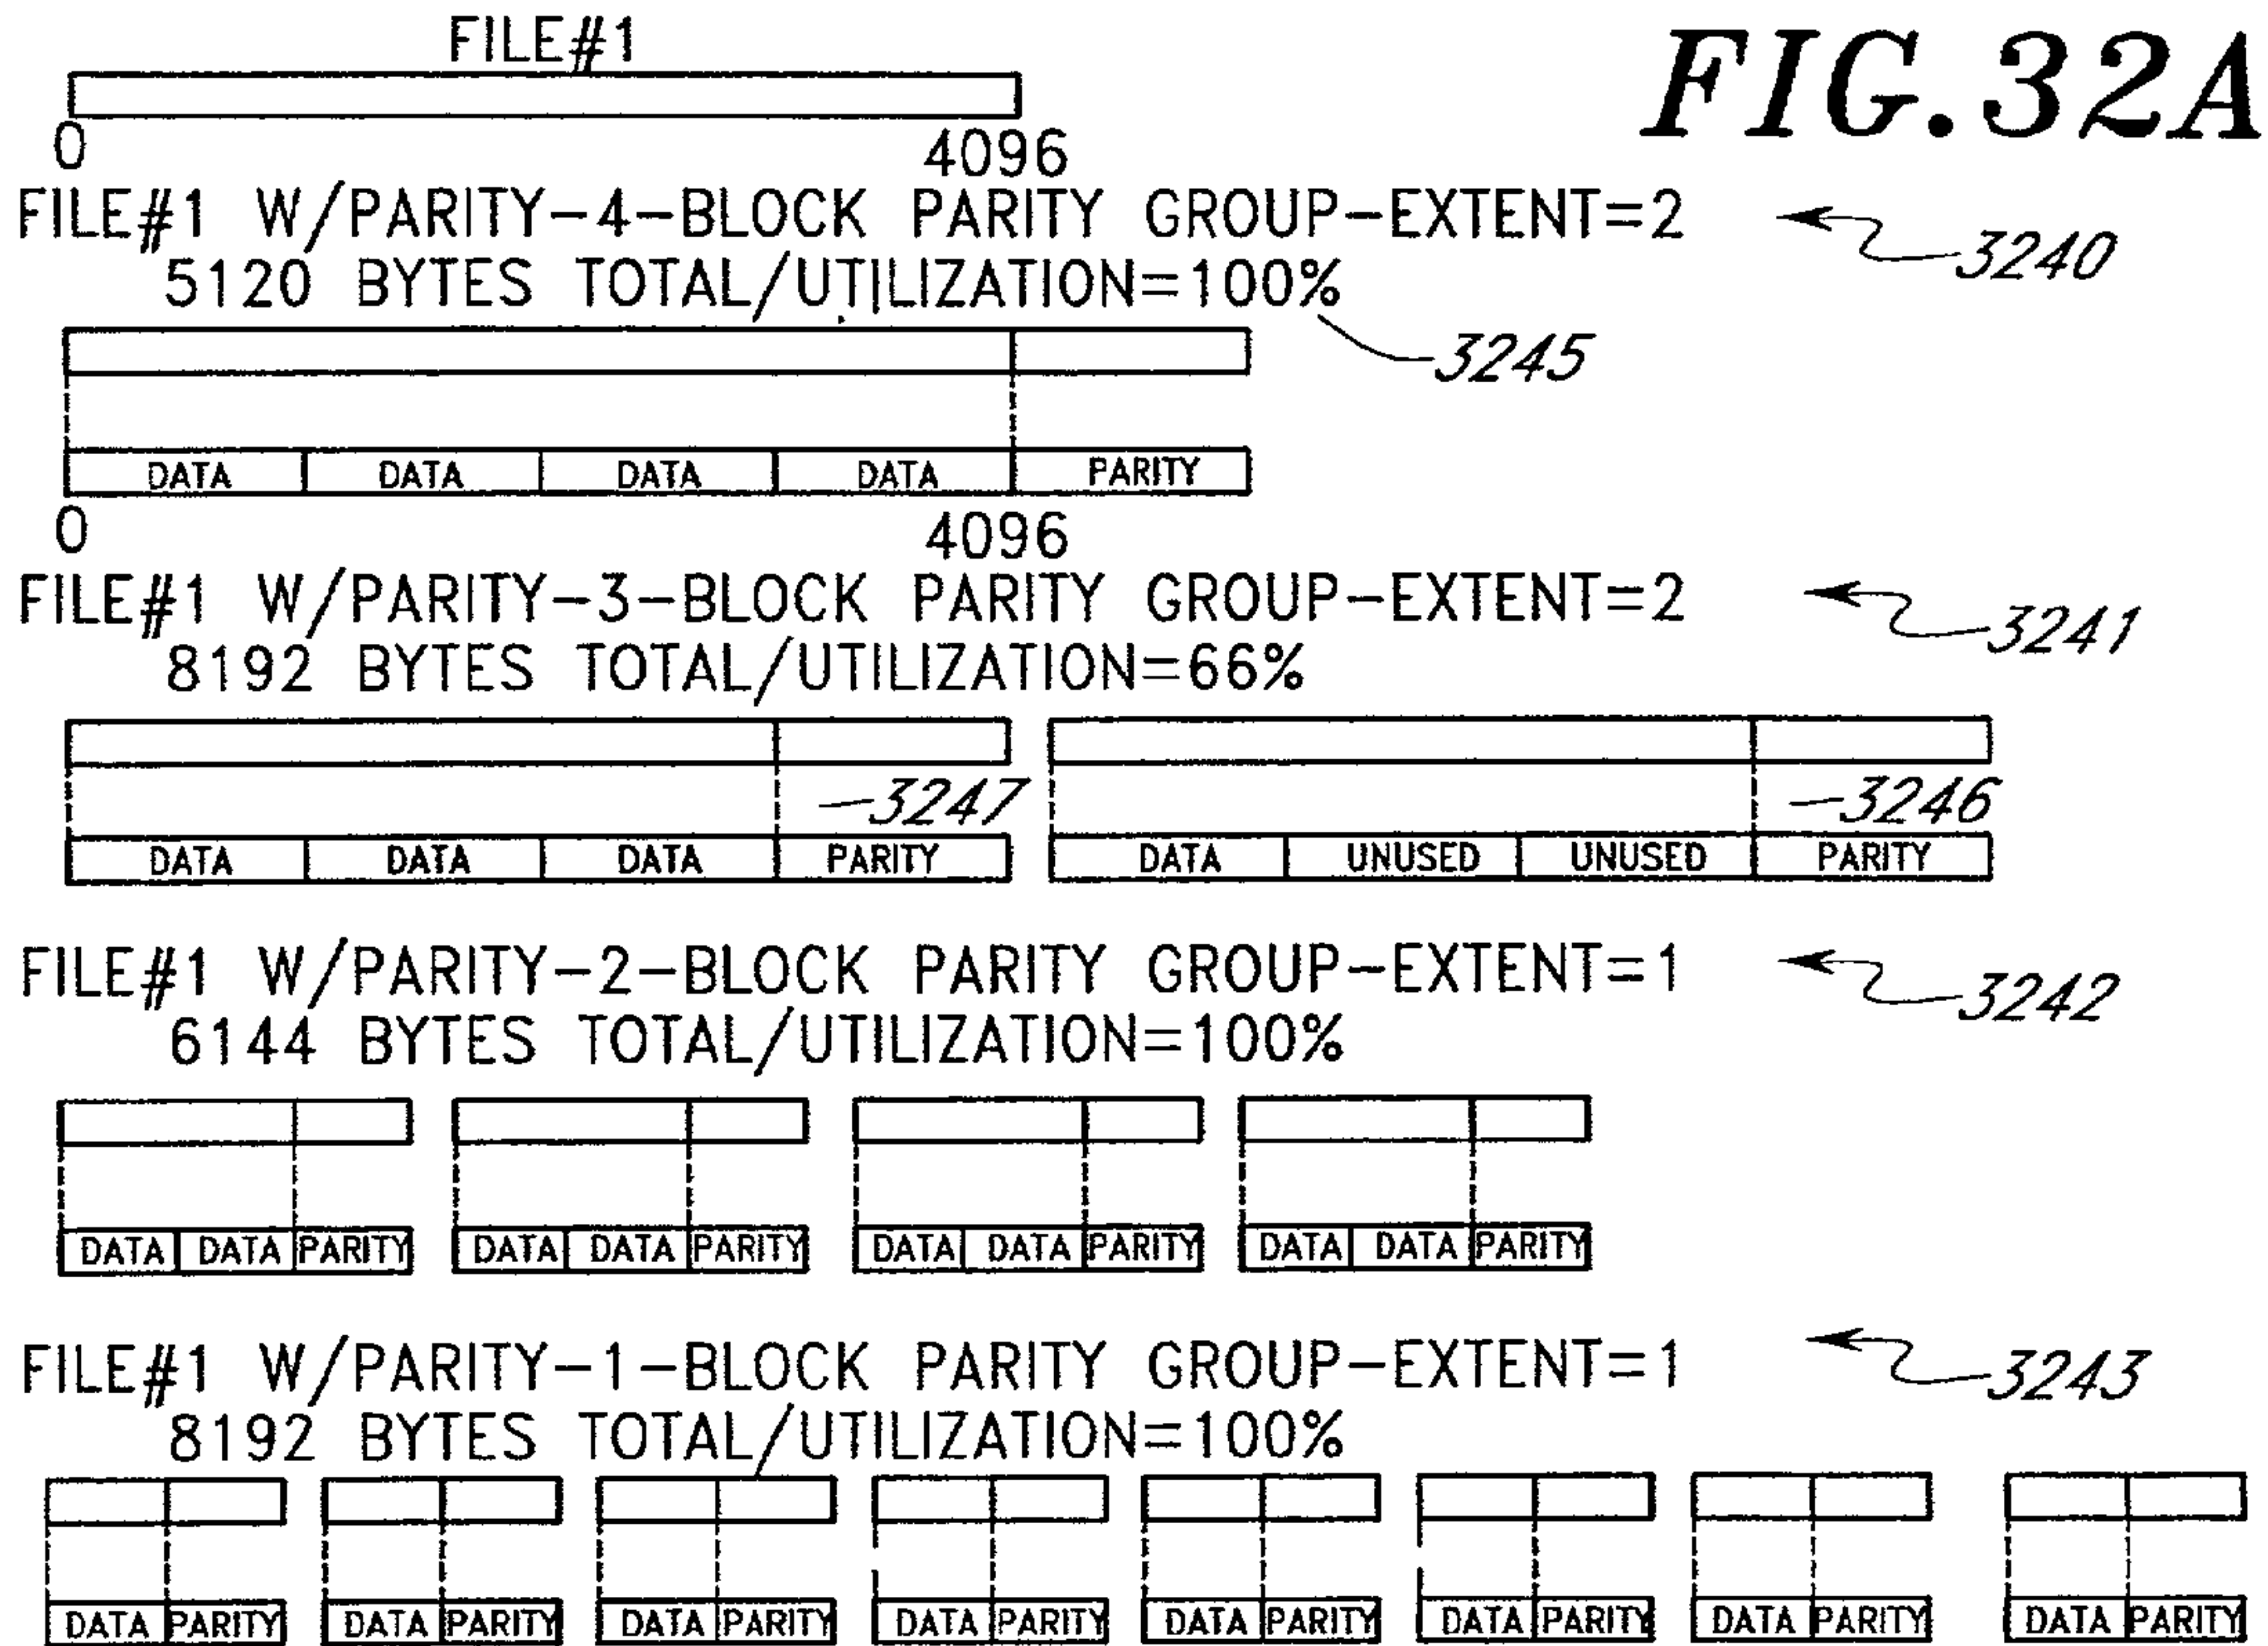 FILE#1
FIG.32A
0 4096
FILE#1 W/PARITY-4-BLOCK PARITY GROUP-EXTENT=2
3240
5120 BYTES TOTAL/UTILIZATION=100%
3245
DATA DATA DATA DATA PARITY
0 4096
FILE#1 W/PARITY-3-BLOCK PARITY GROUP-EXTENT=2
3241
8192 BYTES TOTAL/UTILIZATION=66%
3247 3246
DATA DATA DATA PARITY DATA UNUSED UNUSED PARITY
FILE#1 W/PARITY-2-BLOCK PARITY GROUP-EXTENT=1
3242
6144 BYTES TOTAL/UTILIZATION=100%
DATA DATA PARITY DATA DATA PARITY DATA DATA PARITY DATA DATA PARITY
FILE#1 W/PARITY-1-BLOCK PARITY GROUP-EXTENT=1
3243
8192 BYTES TOTAL/UTILIZATION=100%
DATA PARITY DATA PARITY DATA PARITY DATA PARITY DATA PARITY DATA PARITY DATA PARITY DATA PARITY